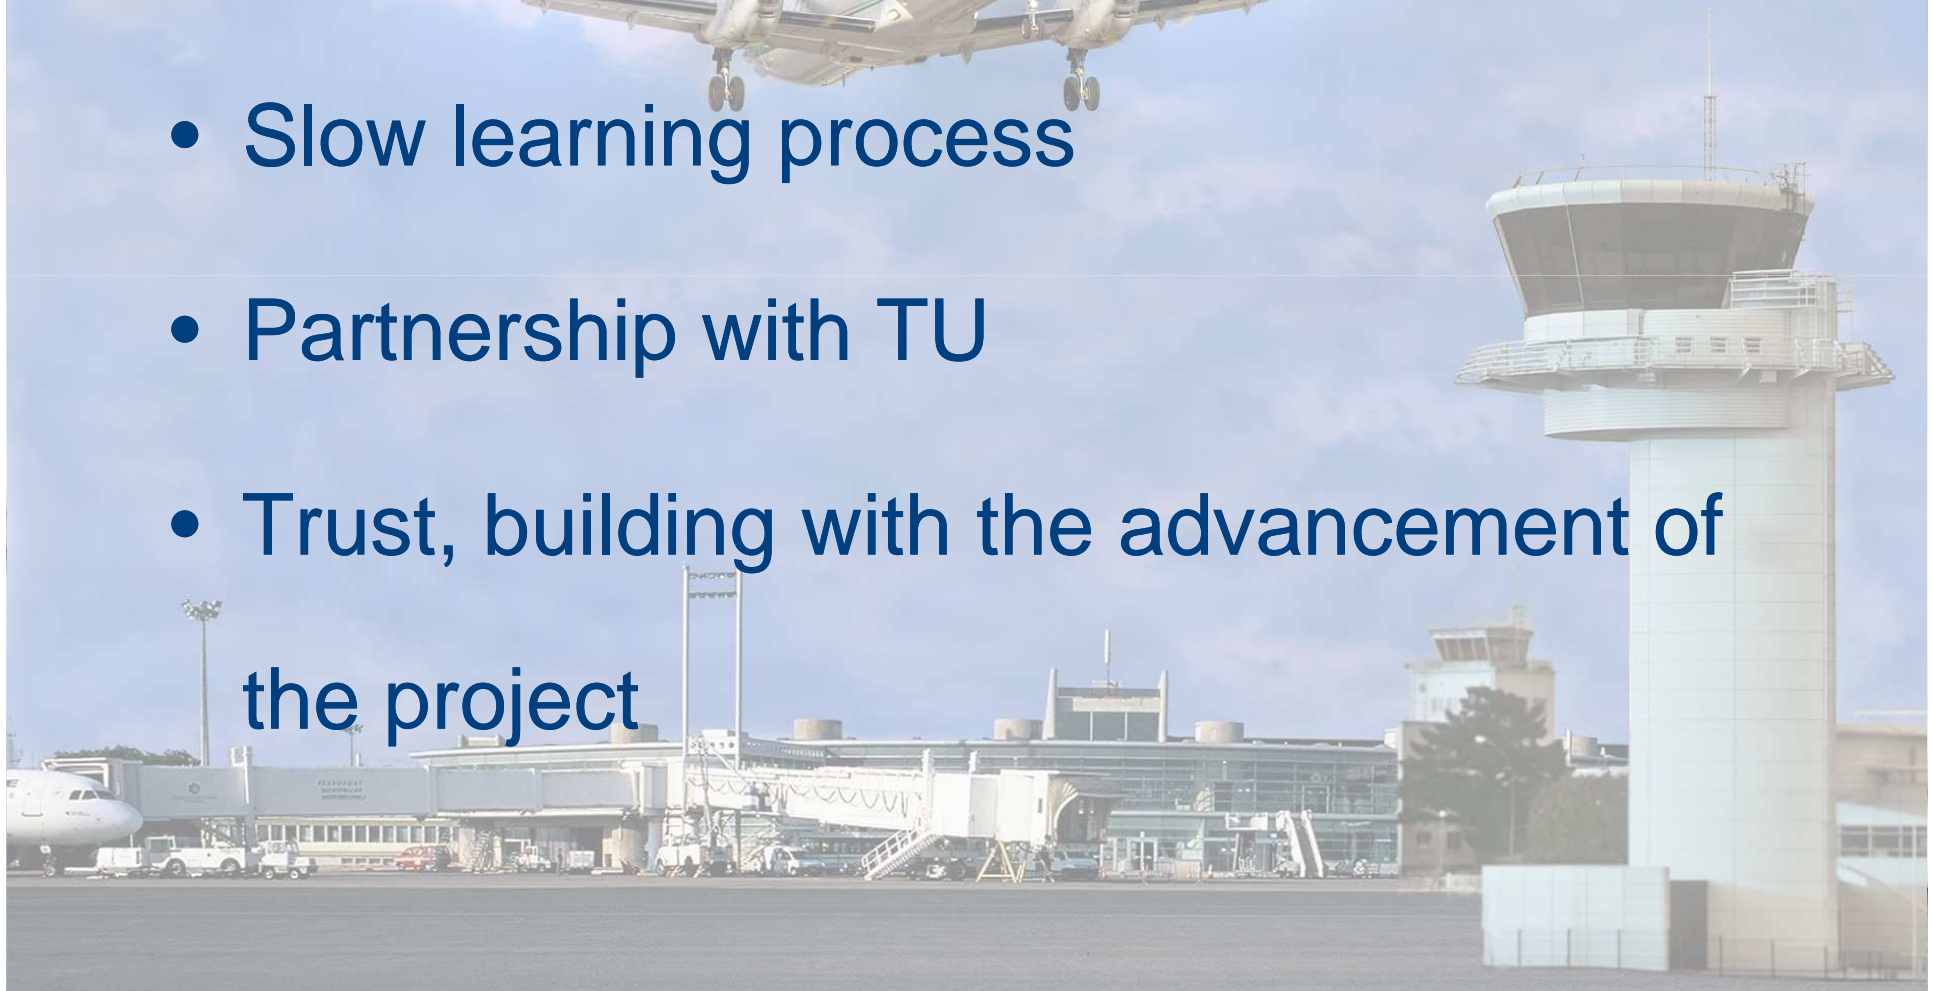 • Slow learning process
• Partnership with TU
• Trust, building with the advancement of
the project